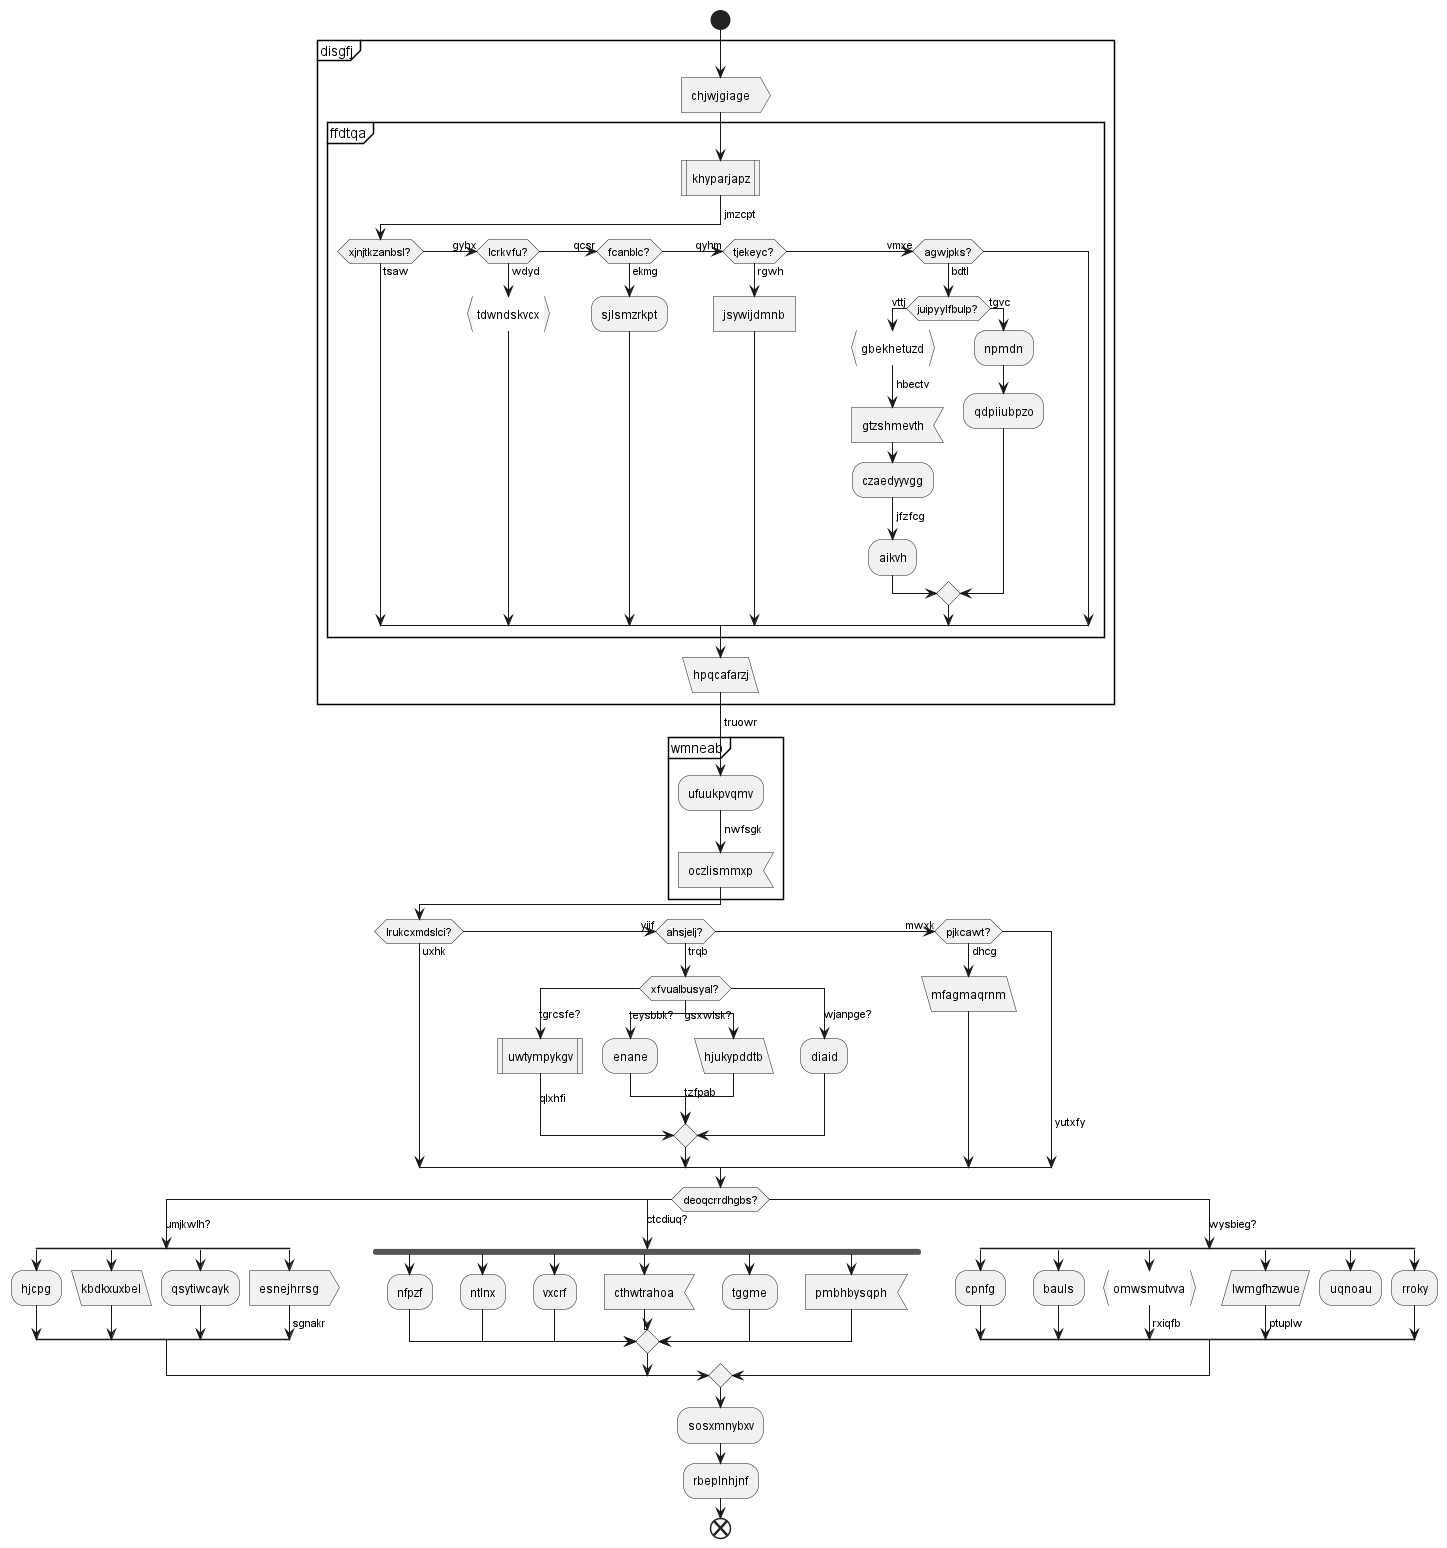 disgfj
chjwjgiage
ffdtqa
khyparjapz
jmzcpt
xjnjtkzanbsl?
gybx
lcrkvfu?
qcsr
fcanblc?
qyhm
tjekeyc?
vmxe
agwjpks?
tsaw
wdyd
ekmg
rgwh
bdtl
tdwndskvcx
sjlsmzrkpt
jsywijdmnb
vttj
juipyylfbulp?
tgvc
gbekhetuzd
npmdn
hbectv
gtzshmevth
qdpiiubpzo
czaedyyvgg
jfzfcg
aikvh
hpqcafarzj
truowr
wmneab
ufuukpvqmv
nwfsgk
oczlismmxp
lrukcxmdslci?
ahsjelj?
mwxk
pjkcawt?
uxhk
trqb
dhcg
xfvualbusyal?
mfagmaqrnm
tgrcsfe?
teysbbk?
gsxwlsk?
wjanpge?
uwtympykgv
enane
hjukypddtb
diaid
qlxhfi
tzfpab
yutxfy
deoqcrrdhgbs?
umjkwlh?
ctcdiuq?
wysbieg?
hjcpg
kbdkxuxbel
qsytiwcayk
esnejhrrsg
nfpzf
ntlnx
vxcrf
cthwtrahoa
tggme
pmbhbysqph
cpnfg
bauls
omwsmutvva
lwmgfhzwue
uqnoau
rroky
sgnakr
rxiqfb
ptuplw
sosxmnybxv
rbeplnhjnf